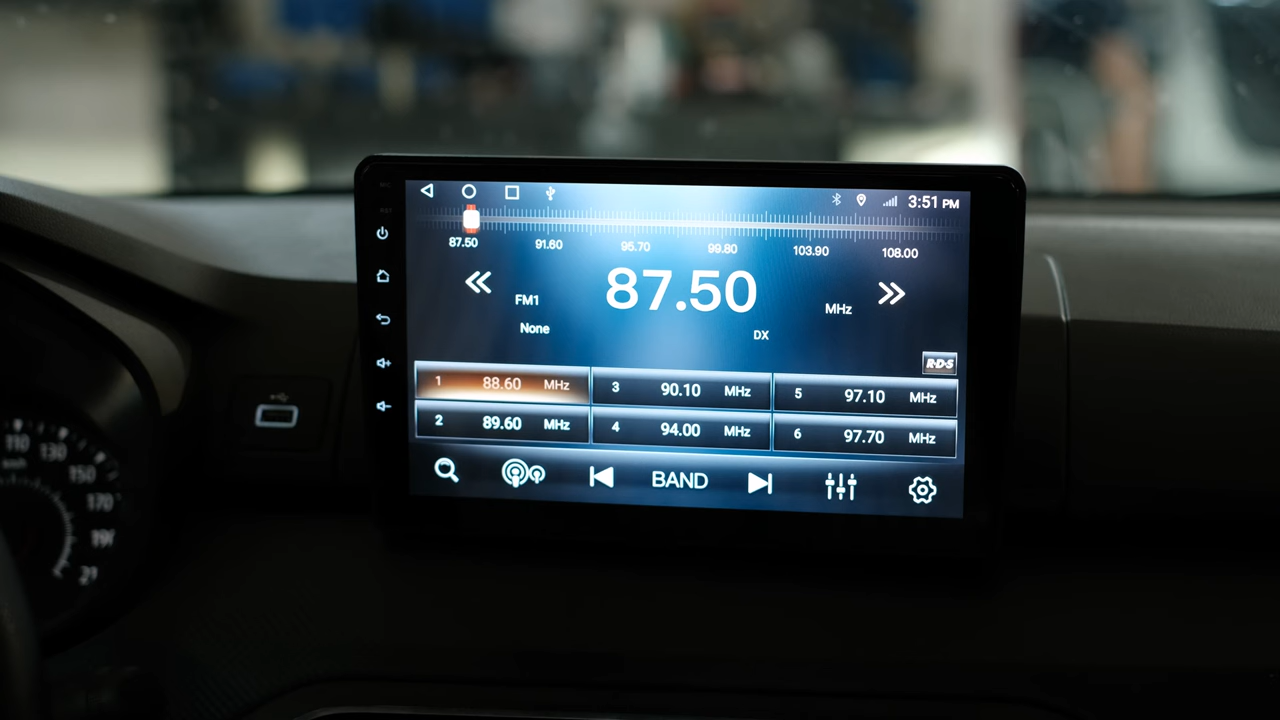 3:51 PM
87.50 91.60 95.70 99.80 103.90 108.00
87.50
FM1 MHz
None DX
RDS
1 88.60 MHz 3 90.10 MHz 5 97.10 MHz
2 89.60 MHz 4 94.00 MHz 6 97.70 MHz
BAND
110
130
150
170